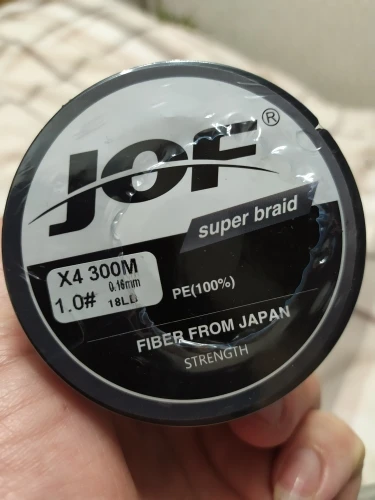 JOF®
super braid
X4 300M
0.16mm
1.0# 18LB
PE(100%)
FIBER FROM JAPAN
STRENGTH